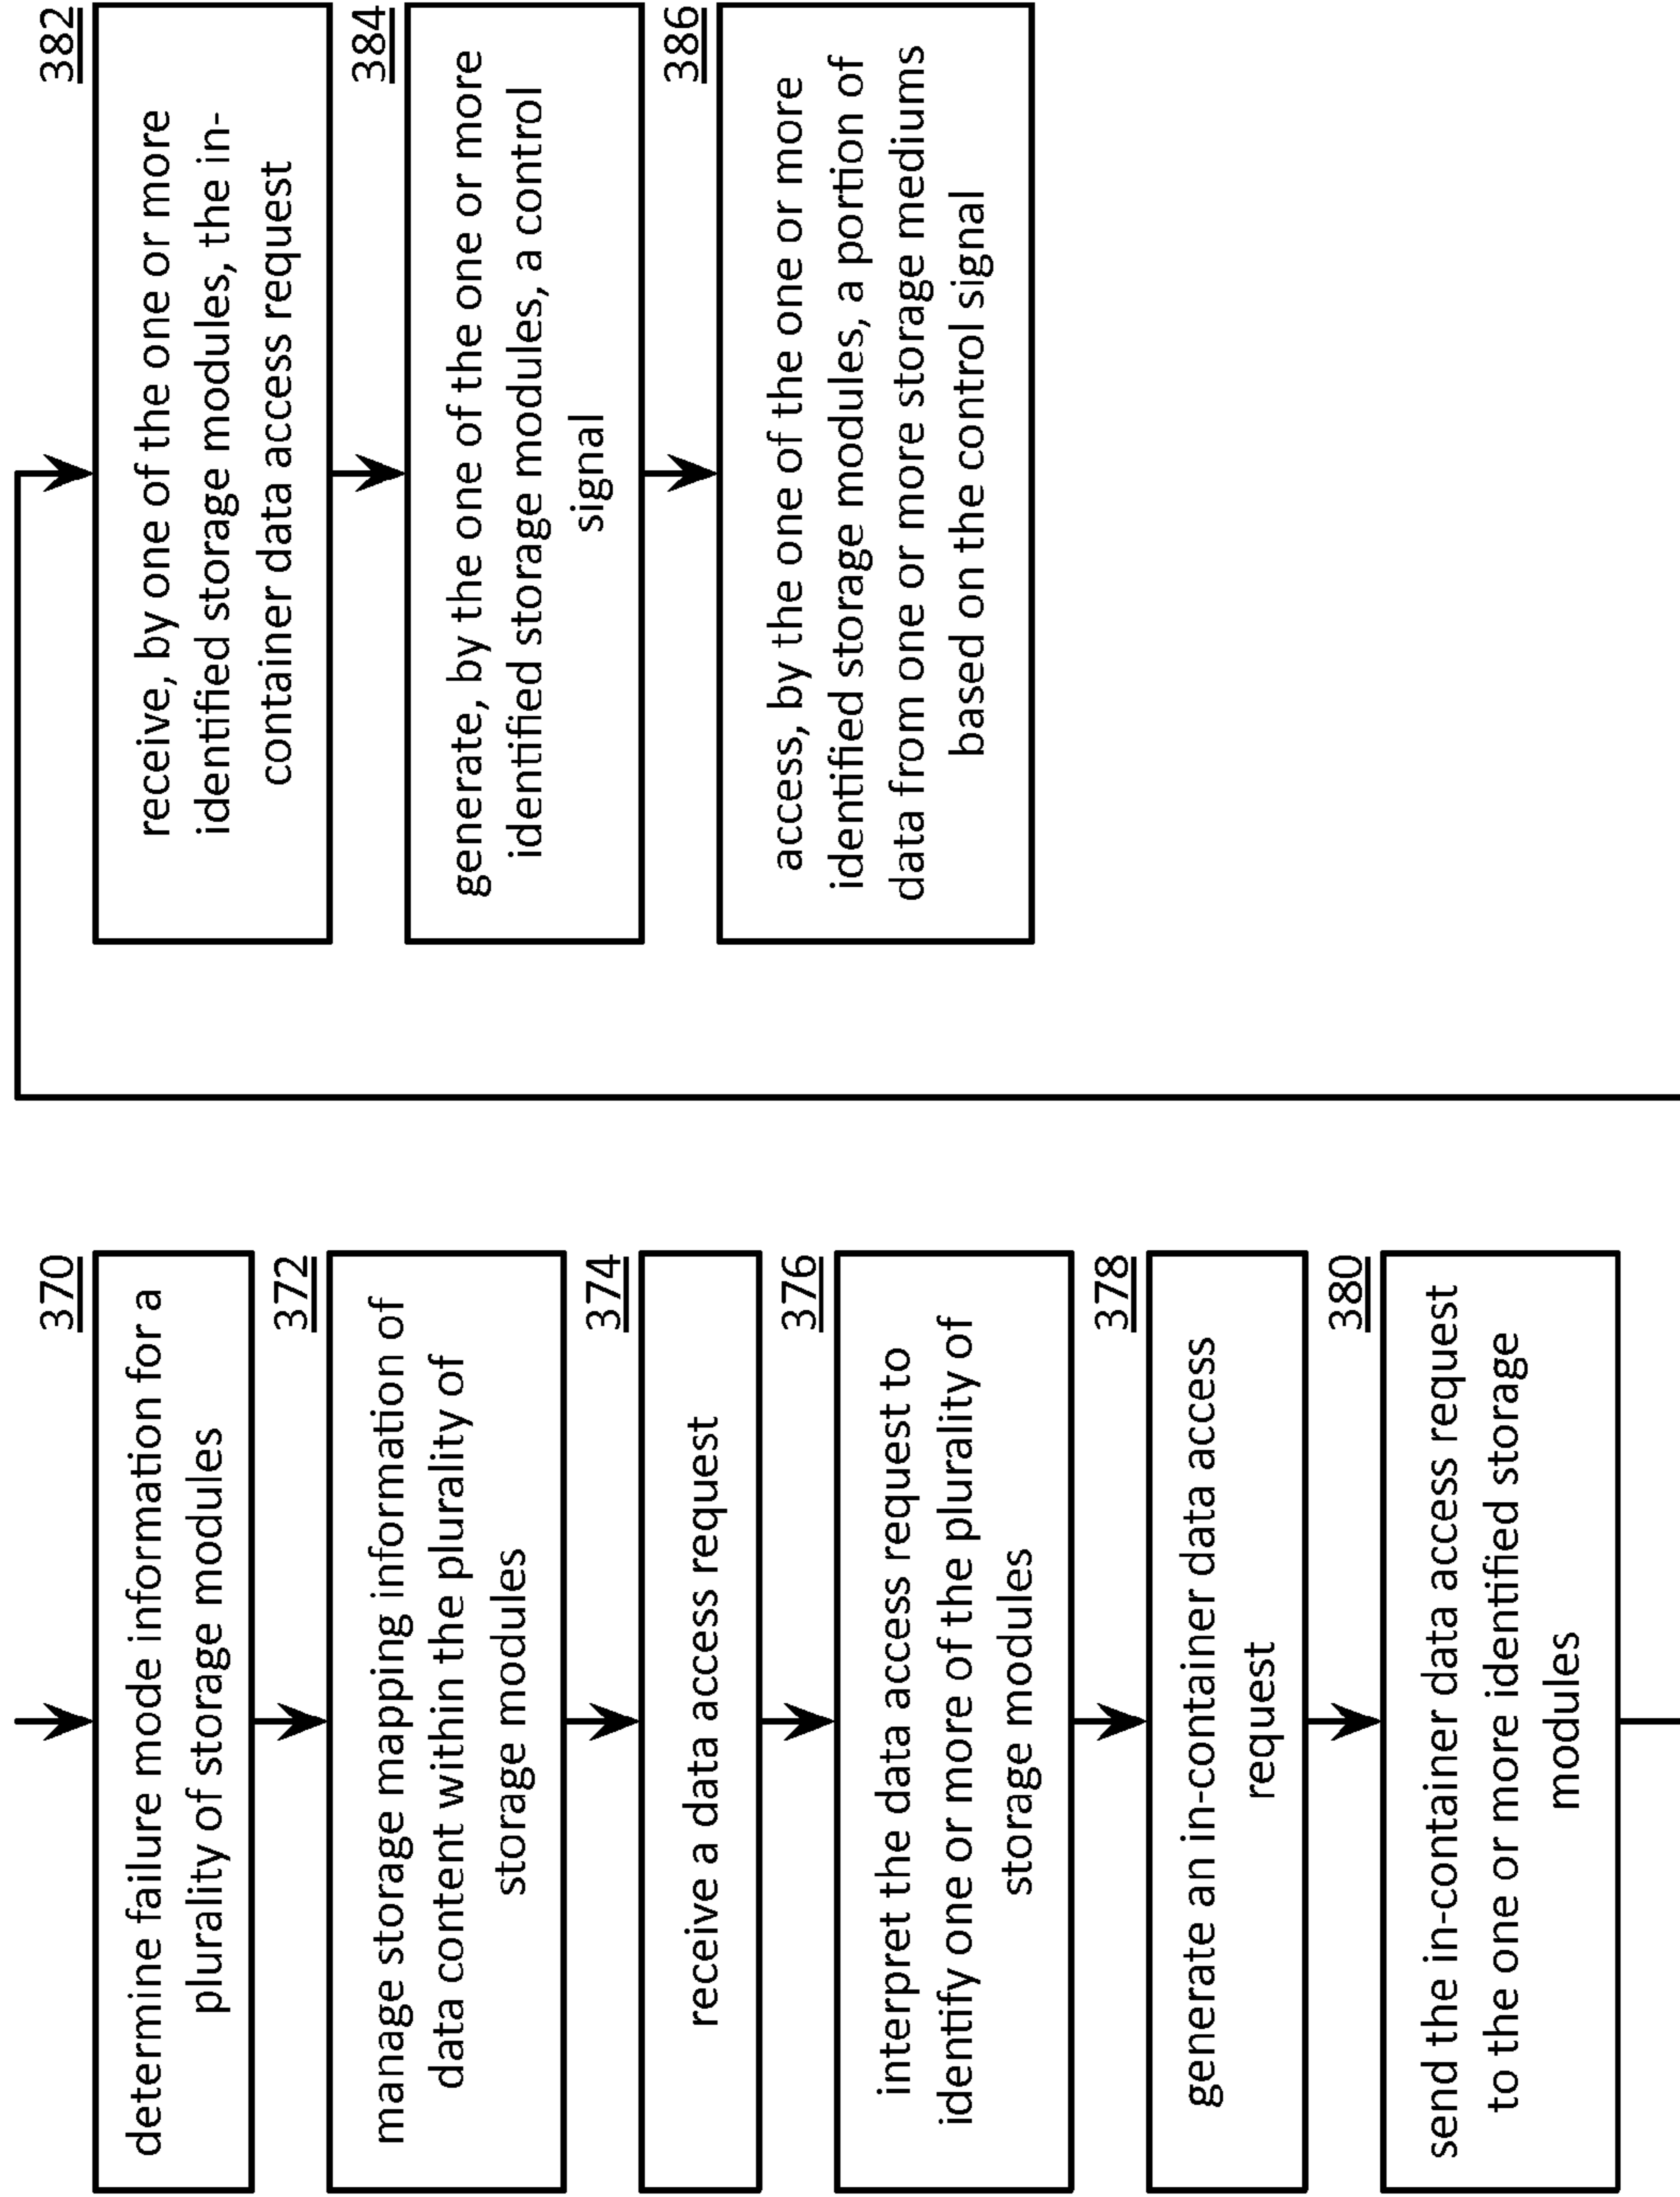 370
determine failure mode information for a
plurality of storage modules
372
manage storage mapping information of
data content within the plurality of
storage modules
374
receive a data access request
376
interpret the data access request to
identify one or more of the plurality of
storage modules
378
generate an in-container data access
request
380
send the in-container data access request
to the one or more identified storage
modules
382
receive, by one of the one or more
identified storage modules, the in-
container data access request
384
generate, by the one of the one or more
identified storage modules, a control
signal
386
access, by the one of the one or more
identified storage modules, a portion of
data from one or more storage mediums
based on the control signal